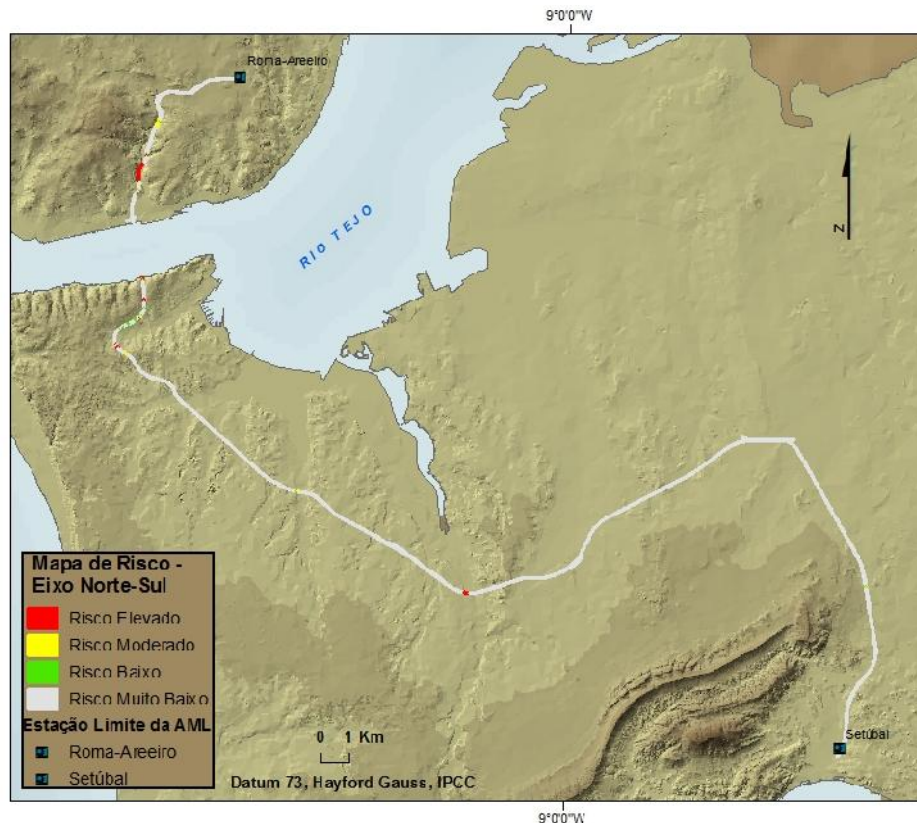 9°0'0"W
Roma-Areeiro
RIO TEJO
N
Mapa de Risco -
Eixo Norte-Sul
Risco Elevado
Risco Moderado
Risco Baixo
Risco Muito Baixo
Estação Limite da AML
Roma-Areeiro
Setúbal
0 1 Km
Datum 73, Hayford Gauss, IPCC
Setúbal
9°0'0"W